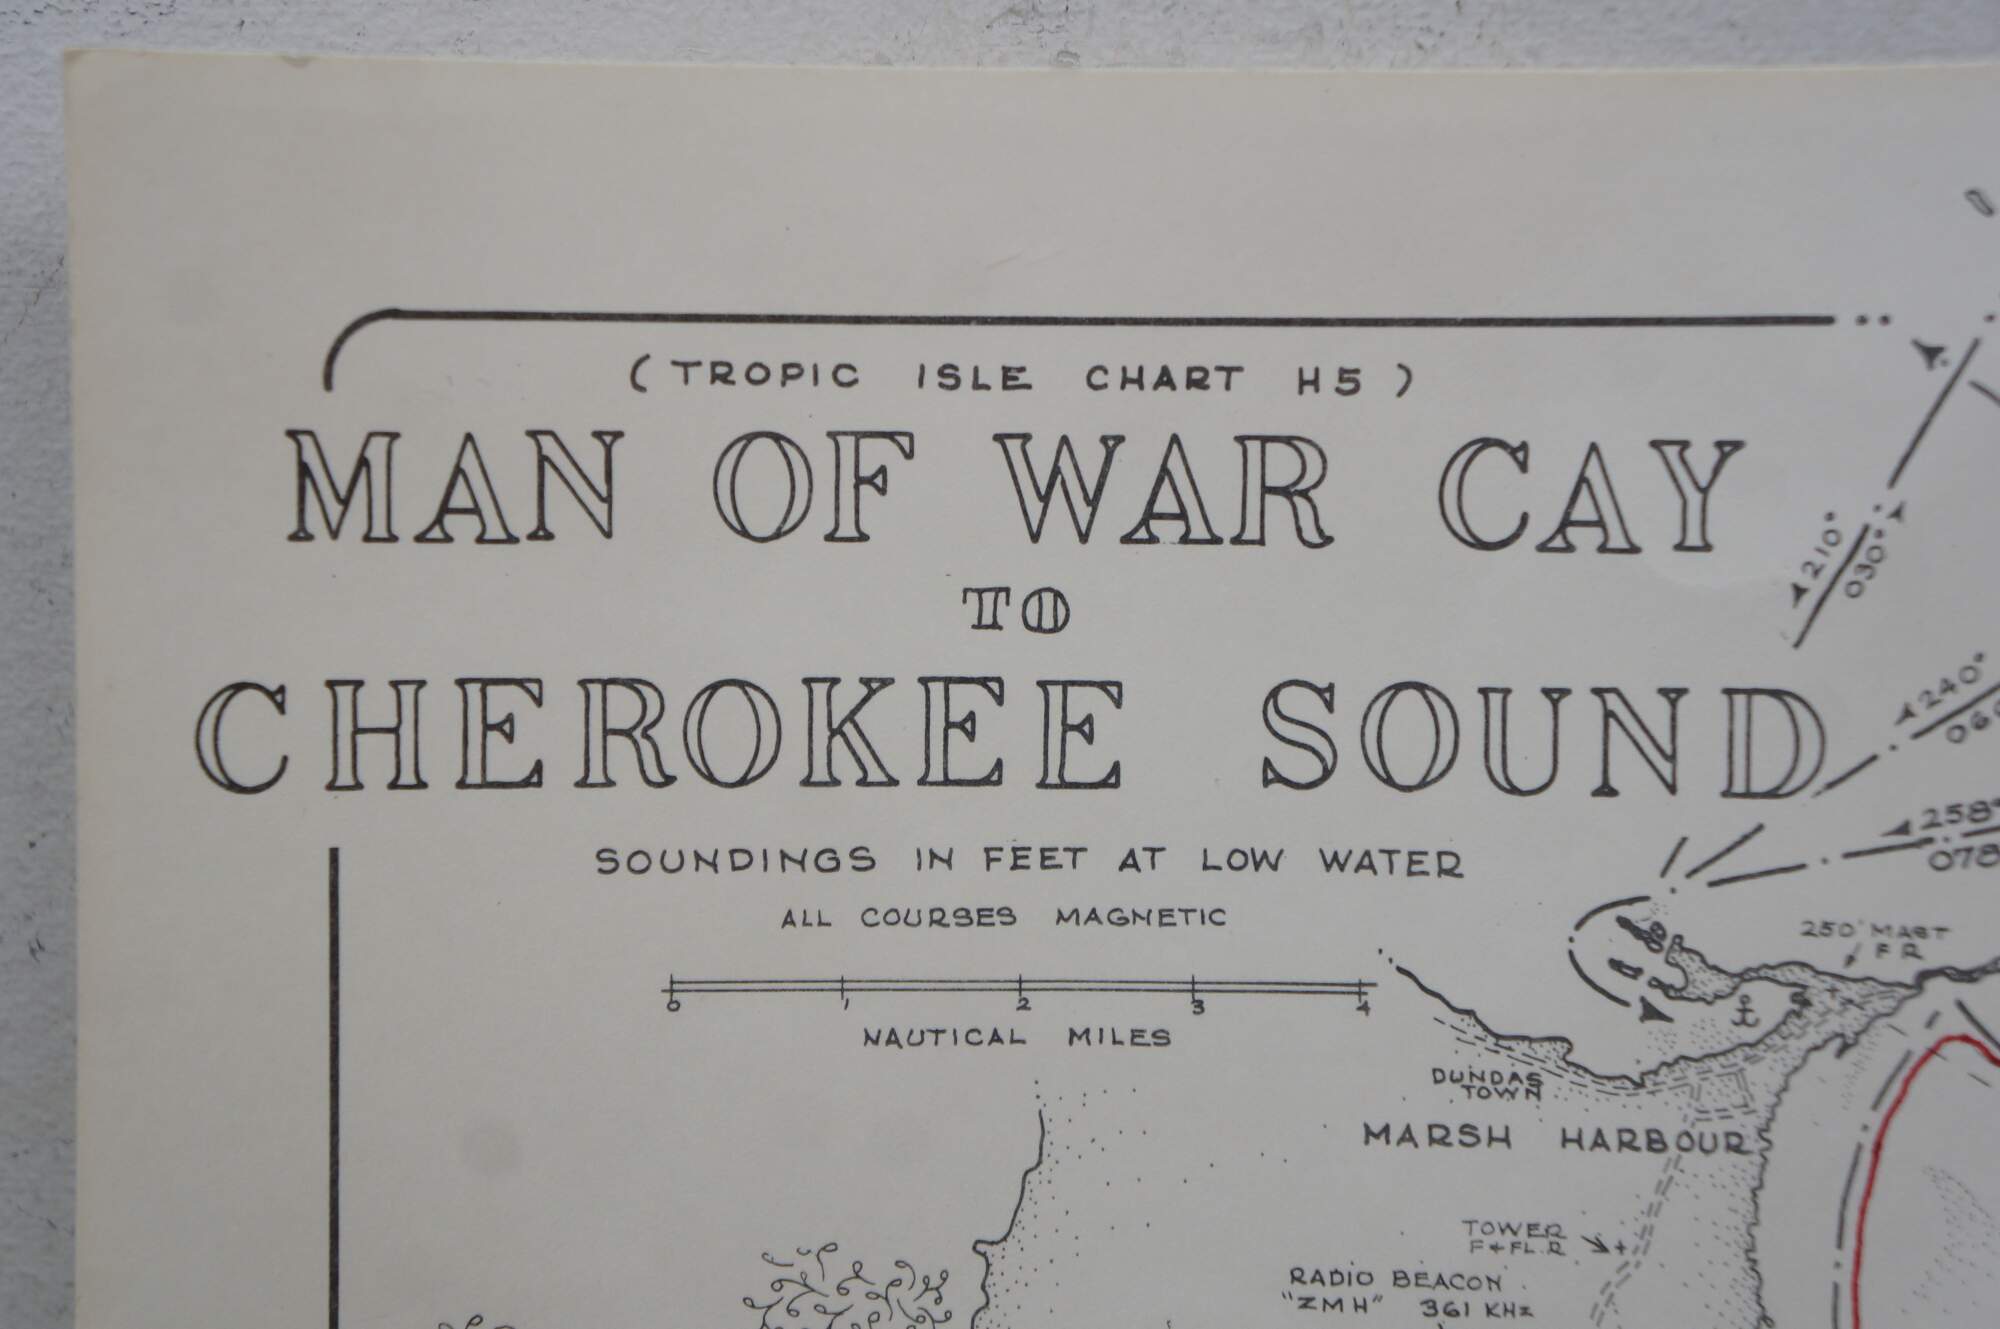 ( TROPIC ISLE CHART H5 )
MAN OF WAR CAY
TO
CHEROKEE SOUND
SOUNDINGS IN FEET AT LOW WATER
ALL COURSES MAGNETIC
0 1 2 3 4
NAUTICAL MILES
210°
030°
240°
258°
078
250' MAST
F R
DUNDAS
TOWN
MARSH HARBOUR
TOWER
F & FL. R
RADIO BEACON
"ZMH" 361 KHz